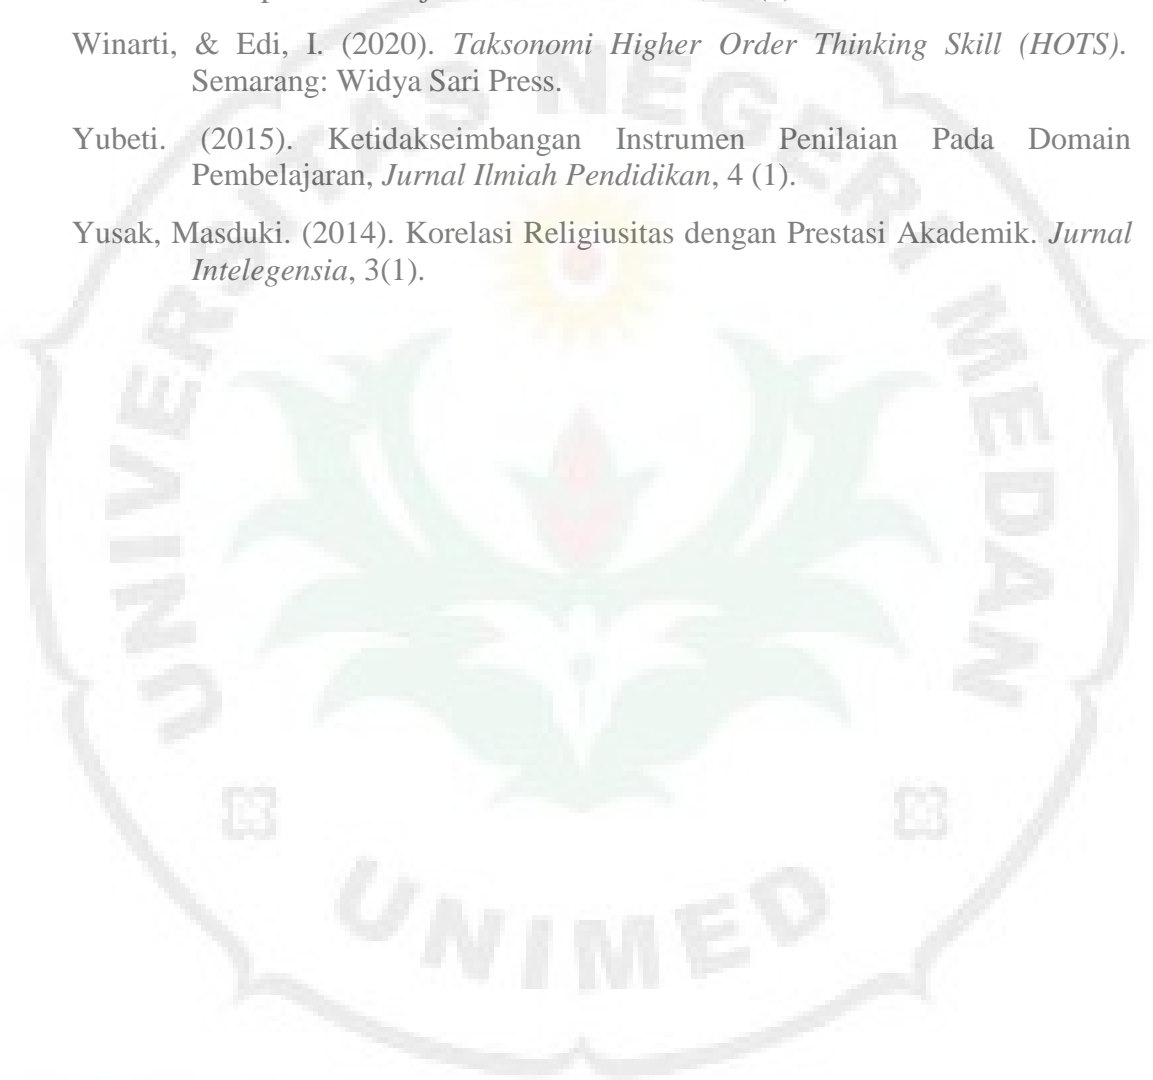 Winarti, & Edi, I. (2020). Taksonomi Higher Order Thinking Skill (HOTS).
Semarang: Widya Sari Press.
Yubeti. (2015). Ketidakseimbangan Instrumen Penilaian Pada Domain
Pembelajaran, Jurnal Ilmiah Pendidikan, 4 (1).
Yusak, Masduki. (2014). Korelasi Religiusitas dengan Prestasi Akademik. Jurnal
Intelegensia, 3(1).
UNIVERSITAS NEGERI MEDAN
UNIMED